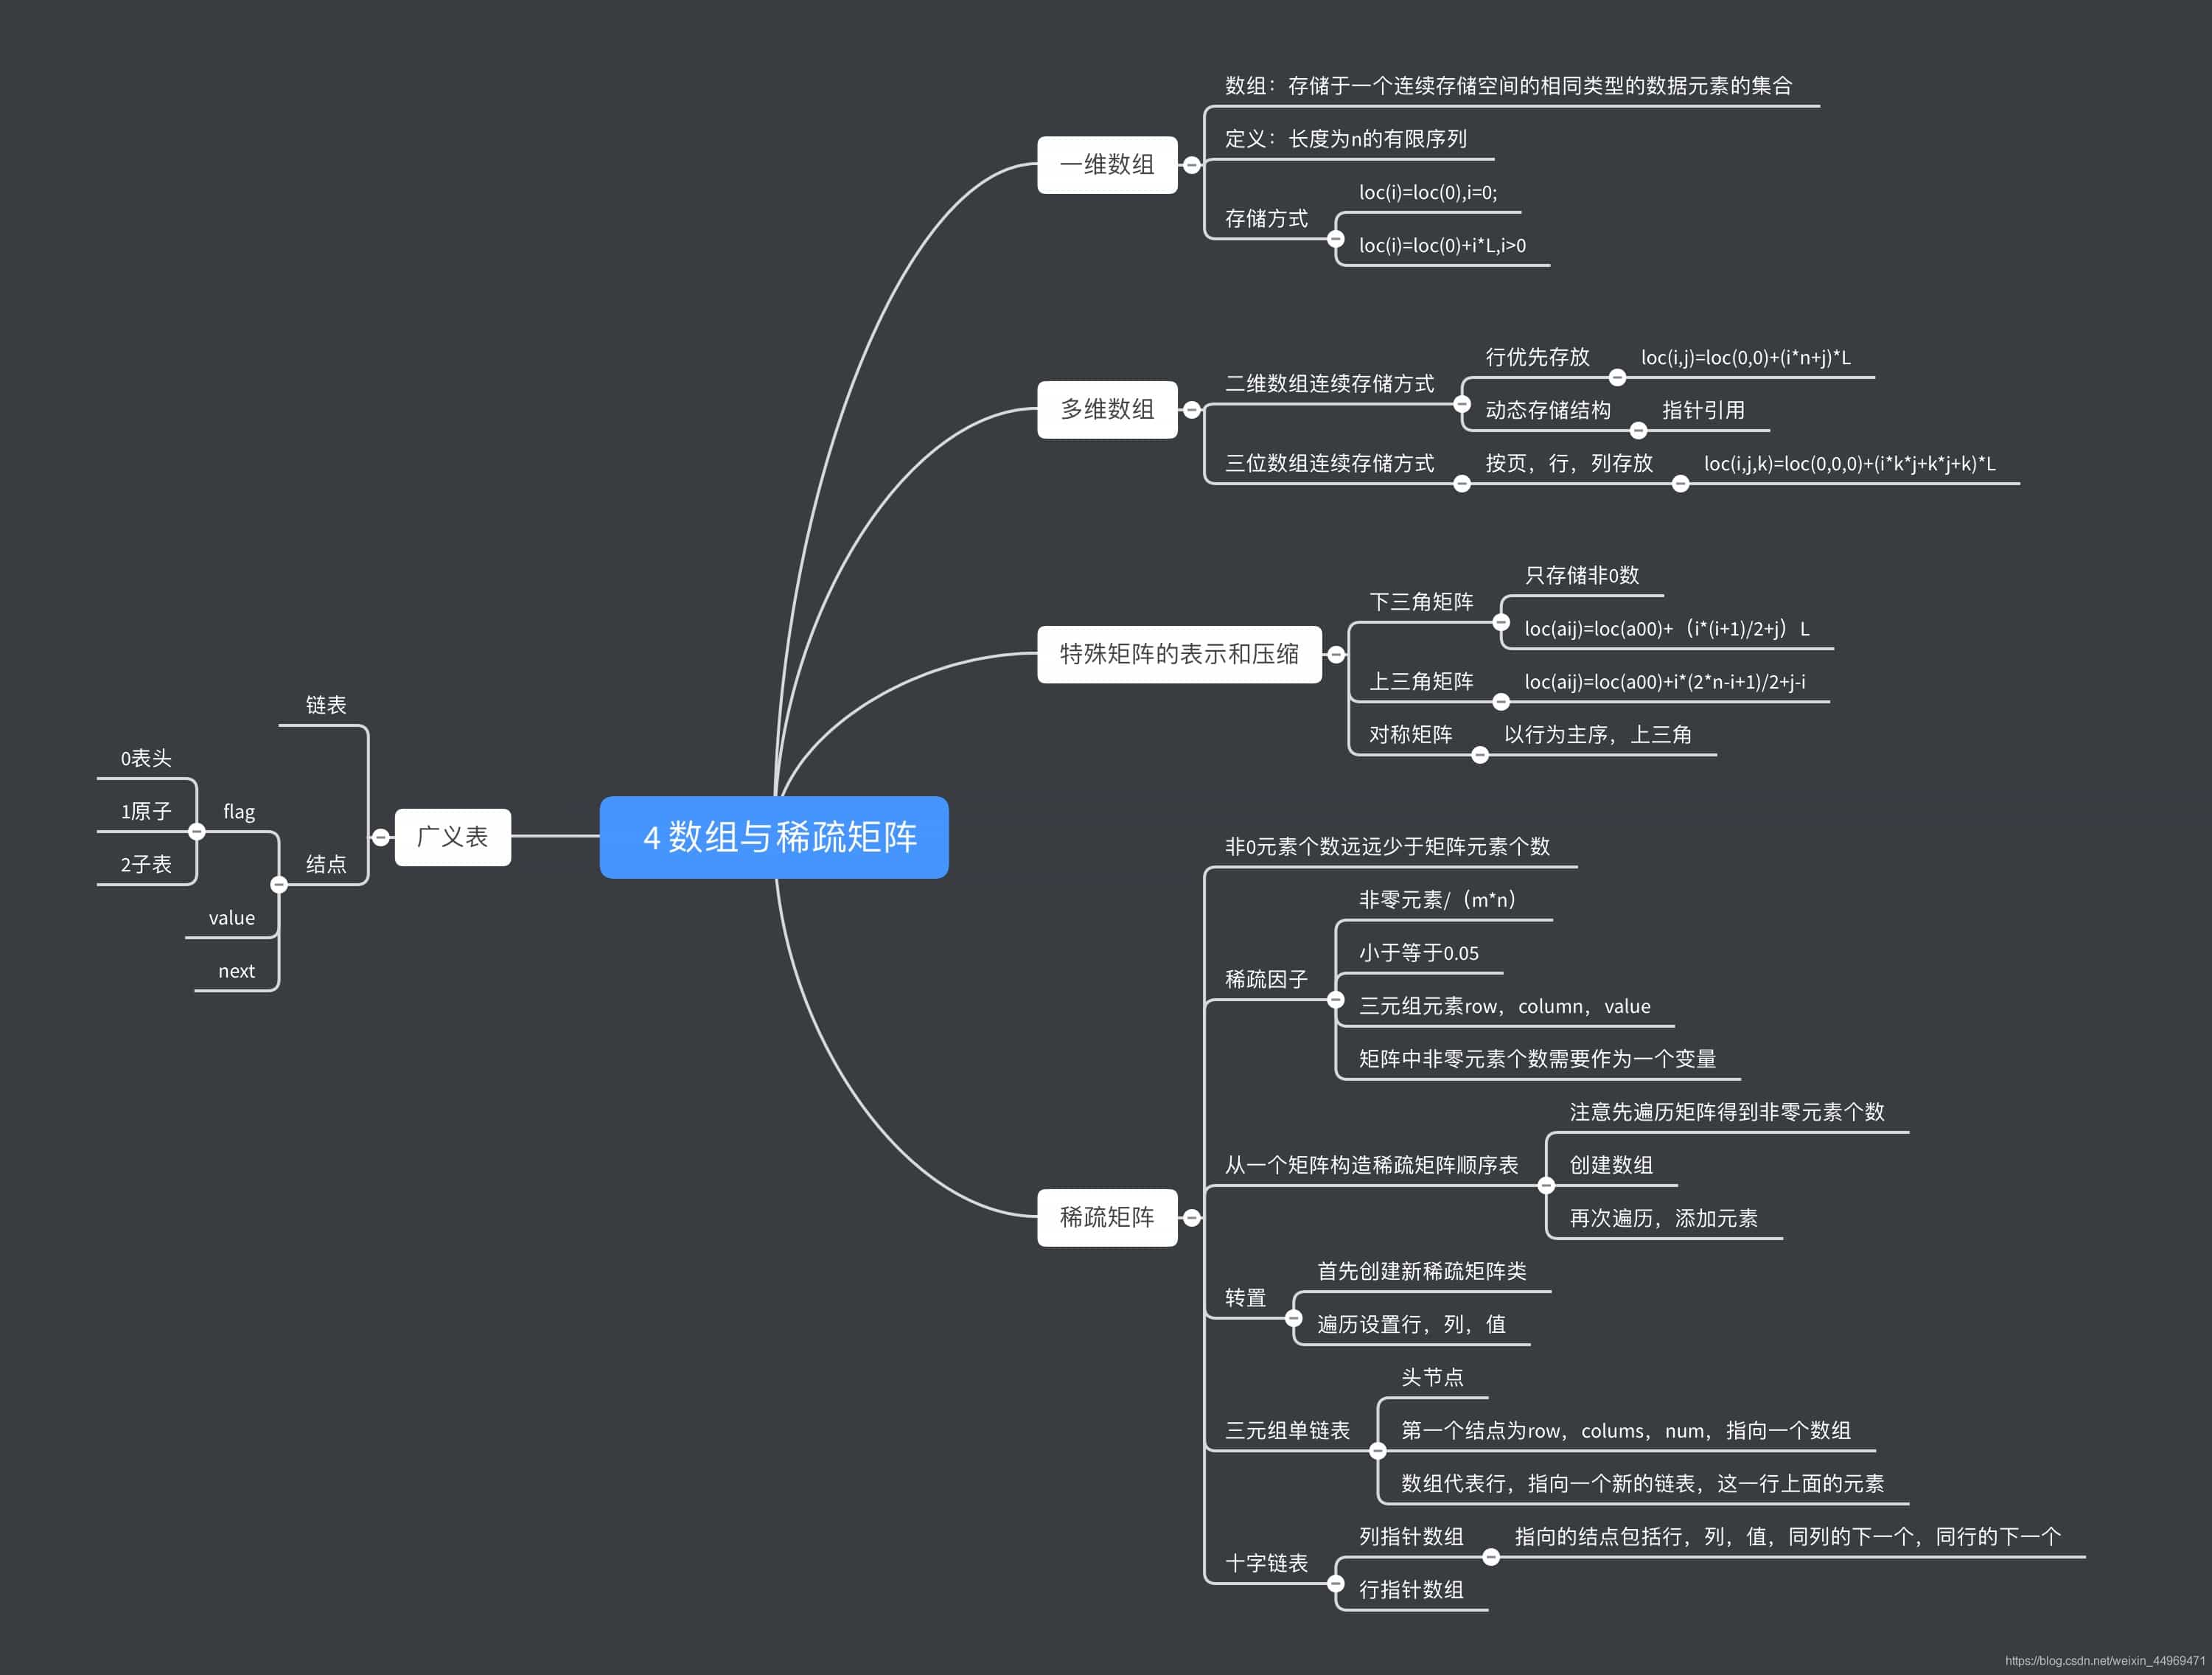 4 数组与稀疏矩阵
一维数组
数组：存储于一个连续存储空间的相同类型的数据元素的集合
定义：长度为n的有限序列
存储方式
loc(i)=loc(0),i=0;
loc(i)=loc(0)+i*L,i>0
多维数组
二维数组连续存储方式
行优先存放
loc(i,j)=loc(0,0)+(i*n+j)*L
动态存储结构
指针引用
三位数组连续存储方式
按页，行，列存放
loc(i,j,k)=loc(0,0,0)+(i*k*j+k*j+k)*L
特殊矩阵的表示和压缩
下三角矩阵
只存储非0数
loc(aij)=loc(a00)+（i*(i+1)/2+j）L
上三角矩阵
loc(aij)=loc(a00)+i*(2*n-i+1)/2+j-i
对称矩阵
以行为主序，上三角
稀疏矩阵
非0元素个数远远少于矩阵元素个数
稀疏因子
非零元素/（m*n）
小于等于0.05
三元组元素row，column，value
矩阵中非零元素个数需要作为一个变量
从一个矩阵构造稀疏矩阵顺序表
注意先遍历矩阵得到非零元素个数
创建数组
再次遍历，添加元素
转置
首先创建新稀疏矩阵类
遍历设置行，列，值
三元组单链表
头节点
第一个结点为row，colums，num，指向一个数组
数组代表行，指向一个新的链表，这一行上面的元素
十字链表
列指针数组
指向的结点包括行，列，值，同列的下一个，同行的下一个
行指针数组
广义表
链表
结点
flag
0表头
1原子
2子表
value
next
https://blog.csdn.net/weixin_44969471